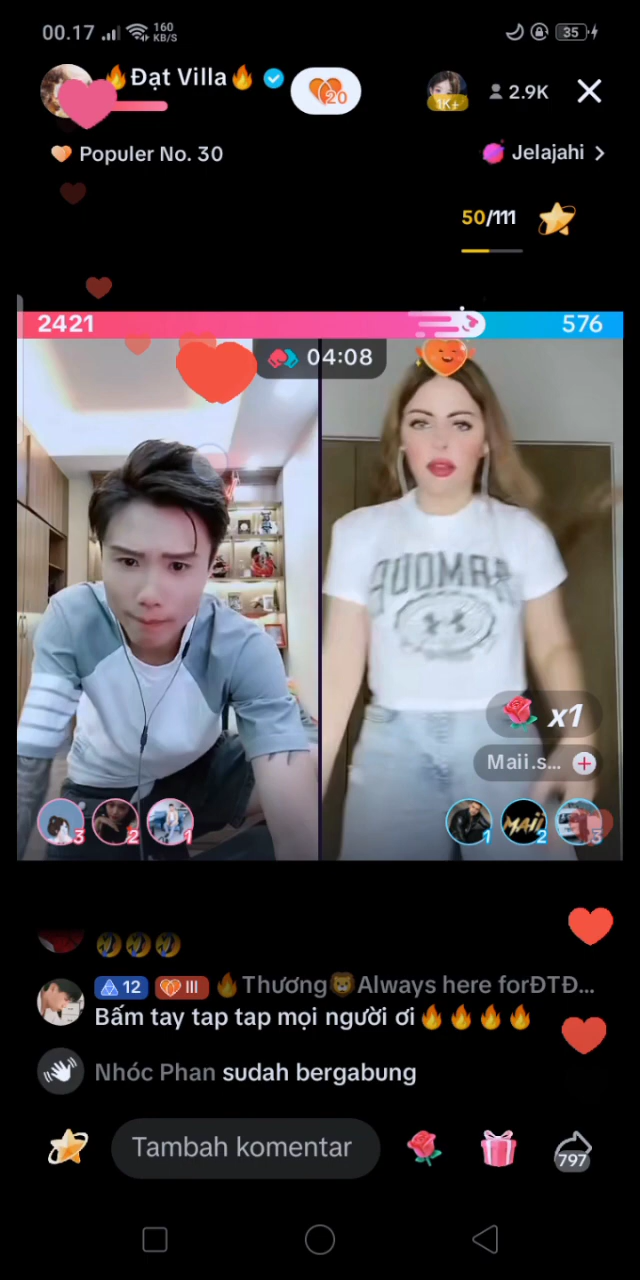 00.17 160 KB/S 35
🔥Đạt Villa🔥 20 1K+ 2.9K
Populer No. 30 Jelajahi
50/111
2421 576
04:08
x1
Maii.s...
3 2 1 1 MAII 2 3
🤣🤣🤣
12 III 🔥Thương🦁Always here forĐTĐ...
Bấm tay tap tap mọi người ơi🔥🔥🔥🔥
Nhóc Phan sudah bergabung
Tambah komentar 797